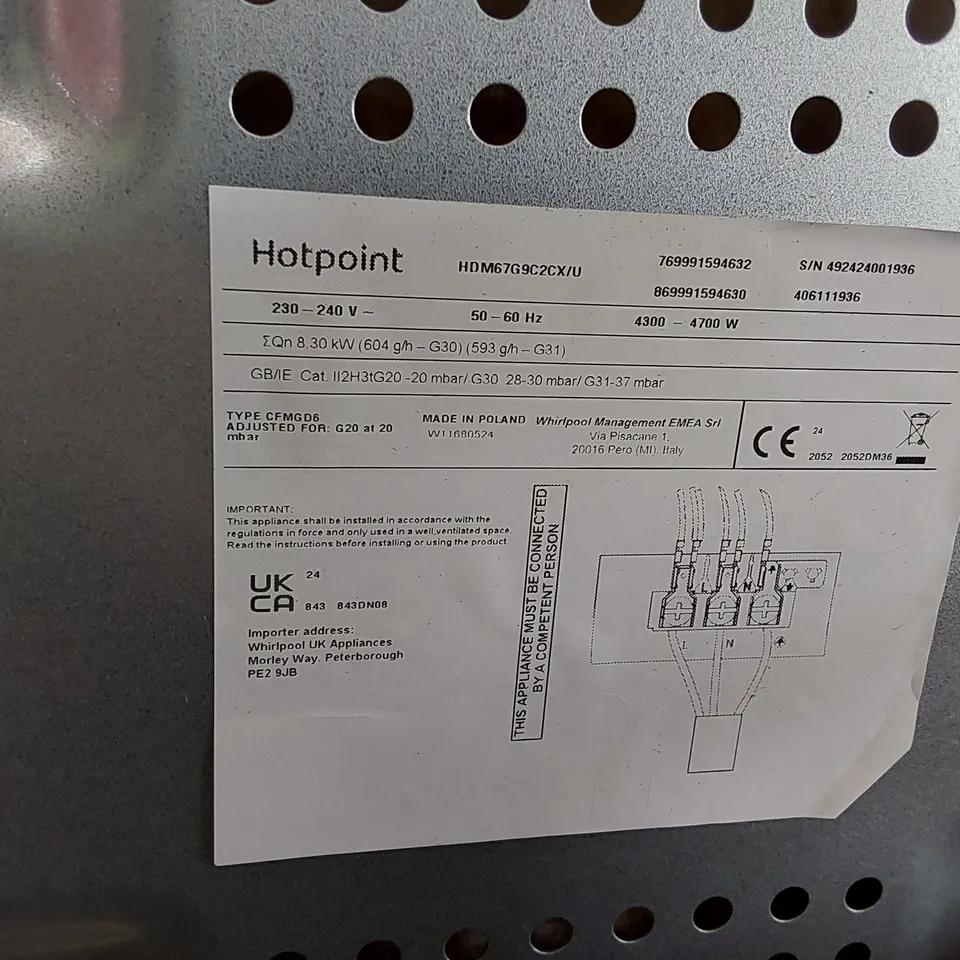 Hotpoint HDM67G9C2CX/U 769991594632 S/N 492424001936
869991594630 406111936
230 – 240 V ~ 50 – 60 Hz 4300 – 4700 W
ΣQn 8.30 kW (604 g/h – G30) (593 g/h – G31)
GB/IE Cat. II2H3tG20 -20 mbar/ G30 28-30 mbar/ G31-37 mbar
TYPE CFMGD6
ADJUSTED FOR: G20 at 20
mbar
MADE IN POLAND Whirlpool Management EMEA Srl
W11680524 Via Pisacane 1,
20016 Pero (MI), Italy
CE 24
2052 2052DM36
IMPORTANT:
This appliance shall be installed in accordance with the
regulations in force and only used in a well ventilated space.
Read the instructions before installing or using the product.
UK
CA 24
843 843DN08
Importer address:
Whirlpool UK Appliances
Morley Way, Peterborough
PE2 9JB
THIS APPLIANCE MUST BE CONNECTED
BY A COMPETENT PERSON
L N
L N